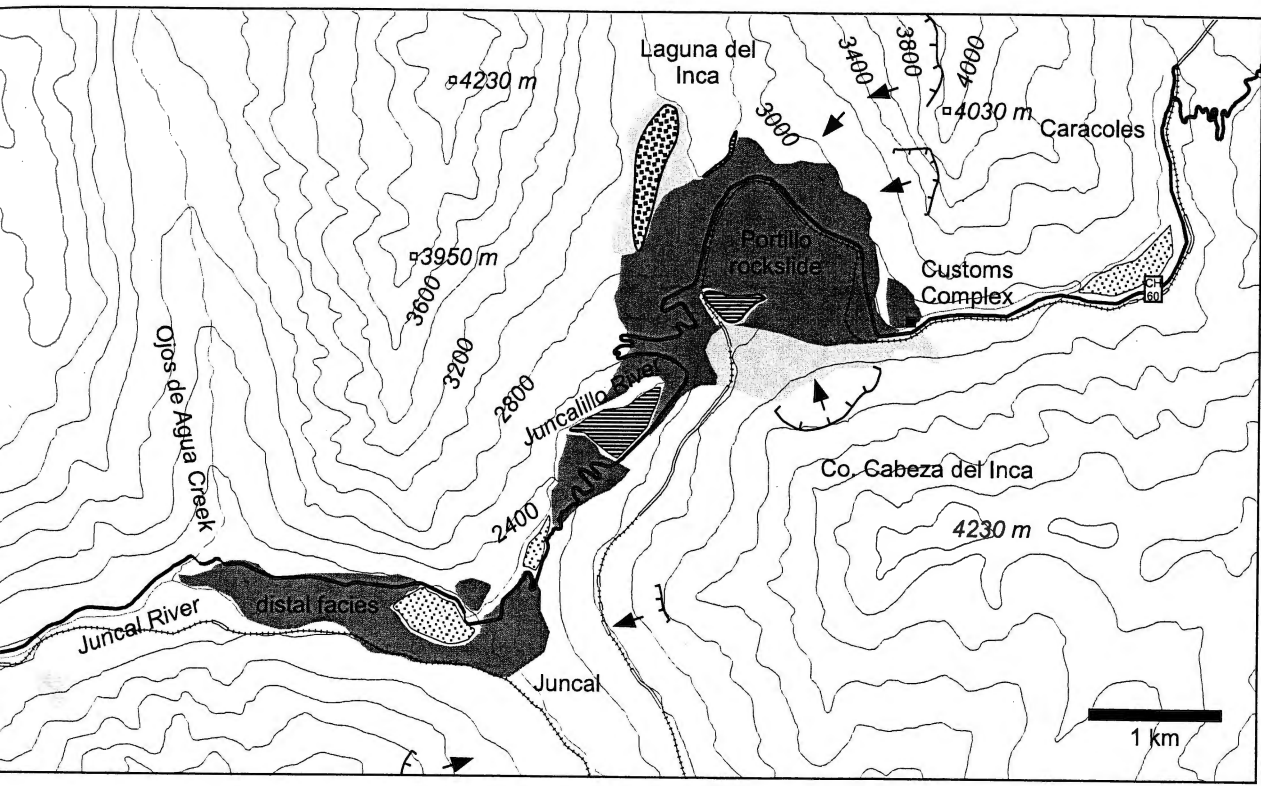 Laguna del
Inca
3400
3800
4000
4230 m
4030 m
Caracoles
3000
Portillo
rockslide
3950 m
3600
Customs
Complex
CH
60
Ojos de Agua Creek
3200
2800
Juncalillo River
Co. Cabeza del Inca
2400
4230 m
distal facies
Juncal River
Juncal
1 km